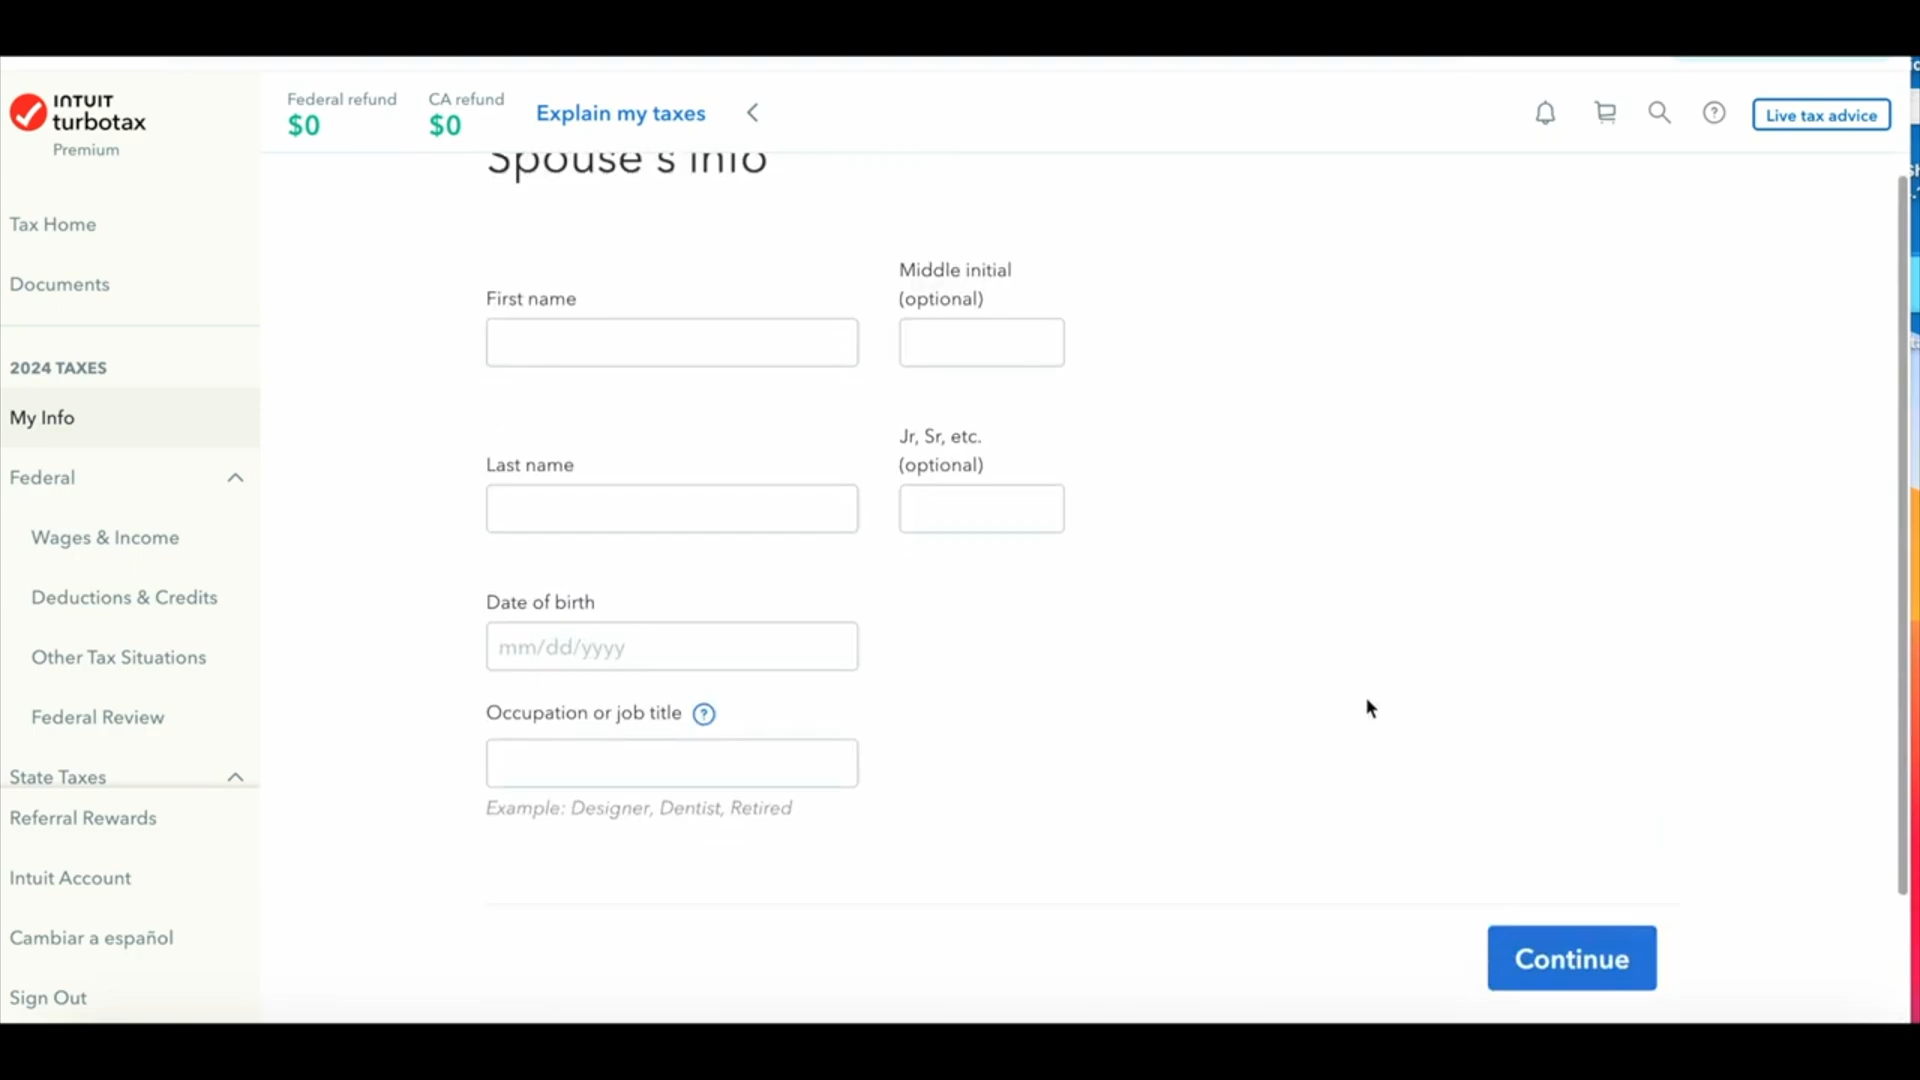 INTUIT
turbotax
Premium
Federal refund
$0
CA refund
$0
Explain my taxes
Live tax advice
Tax Home
Documents
2024 TAXES
My Info
Federal
Wages & Income
Deductions & Credits
Other Tax Situations
Federal Review
State Taxes
Referral Rewards
Intuit Account
Cambiar a español
Sign Out
Spouse's info
First name
Middle initial
(optional)
Last name
Jr, Sr, etc.
(optional)
Date of birth
mm/dd/yyyy
Occupation or job title ?
Example: Designer, Dentist, Retired
Continue